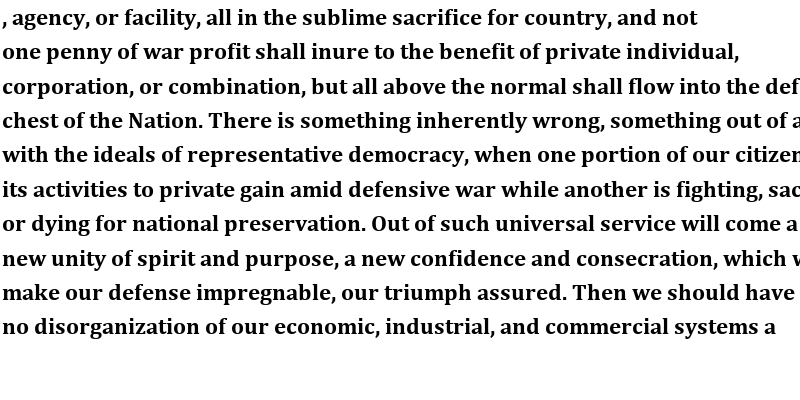 , agency, or facility, all in the sublime sacrifice for country, and not
one penny of war profit shall inure to the benefit of private individual,
corporation, or combination, but all above the normal shall flow into the def
chest of the Nation. There is something inherently wrong, something out of a
with the ideals of representative democracy, when one portion of our citizen
its activities to private gain amid defensive war while another is fighting, sac
or dying for national preservation. Out of such universal service will come a
new unity of spirit and purpose, a new confidence and consecration, which w
make our defense impregnable, our triumph assured. Then we should have
no disorganization of our economic, industrial, and commercial systems a